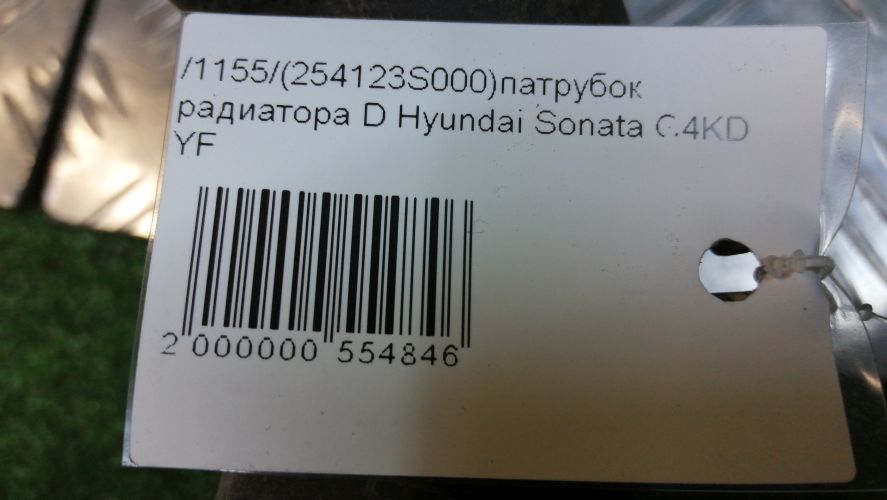 /1155/(254123S000)патрубок
радиатора D Hyundai Sonata G4KD
YF
2 000000 554846